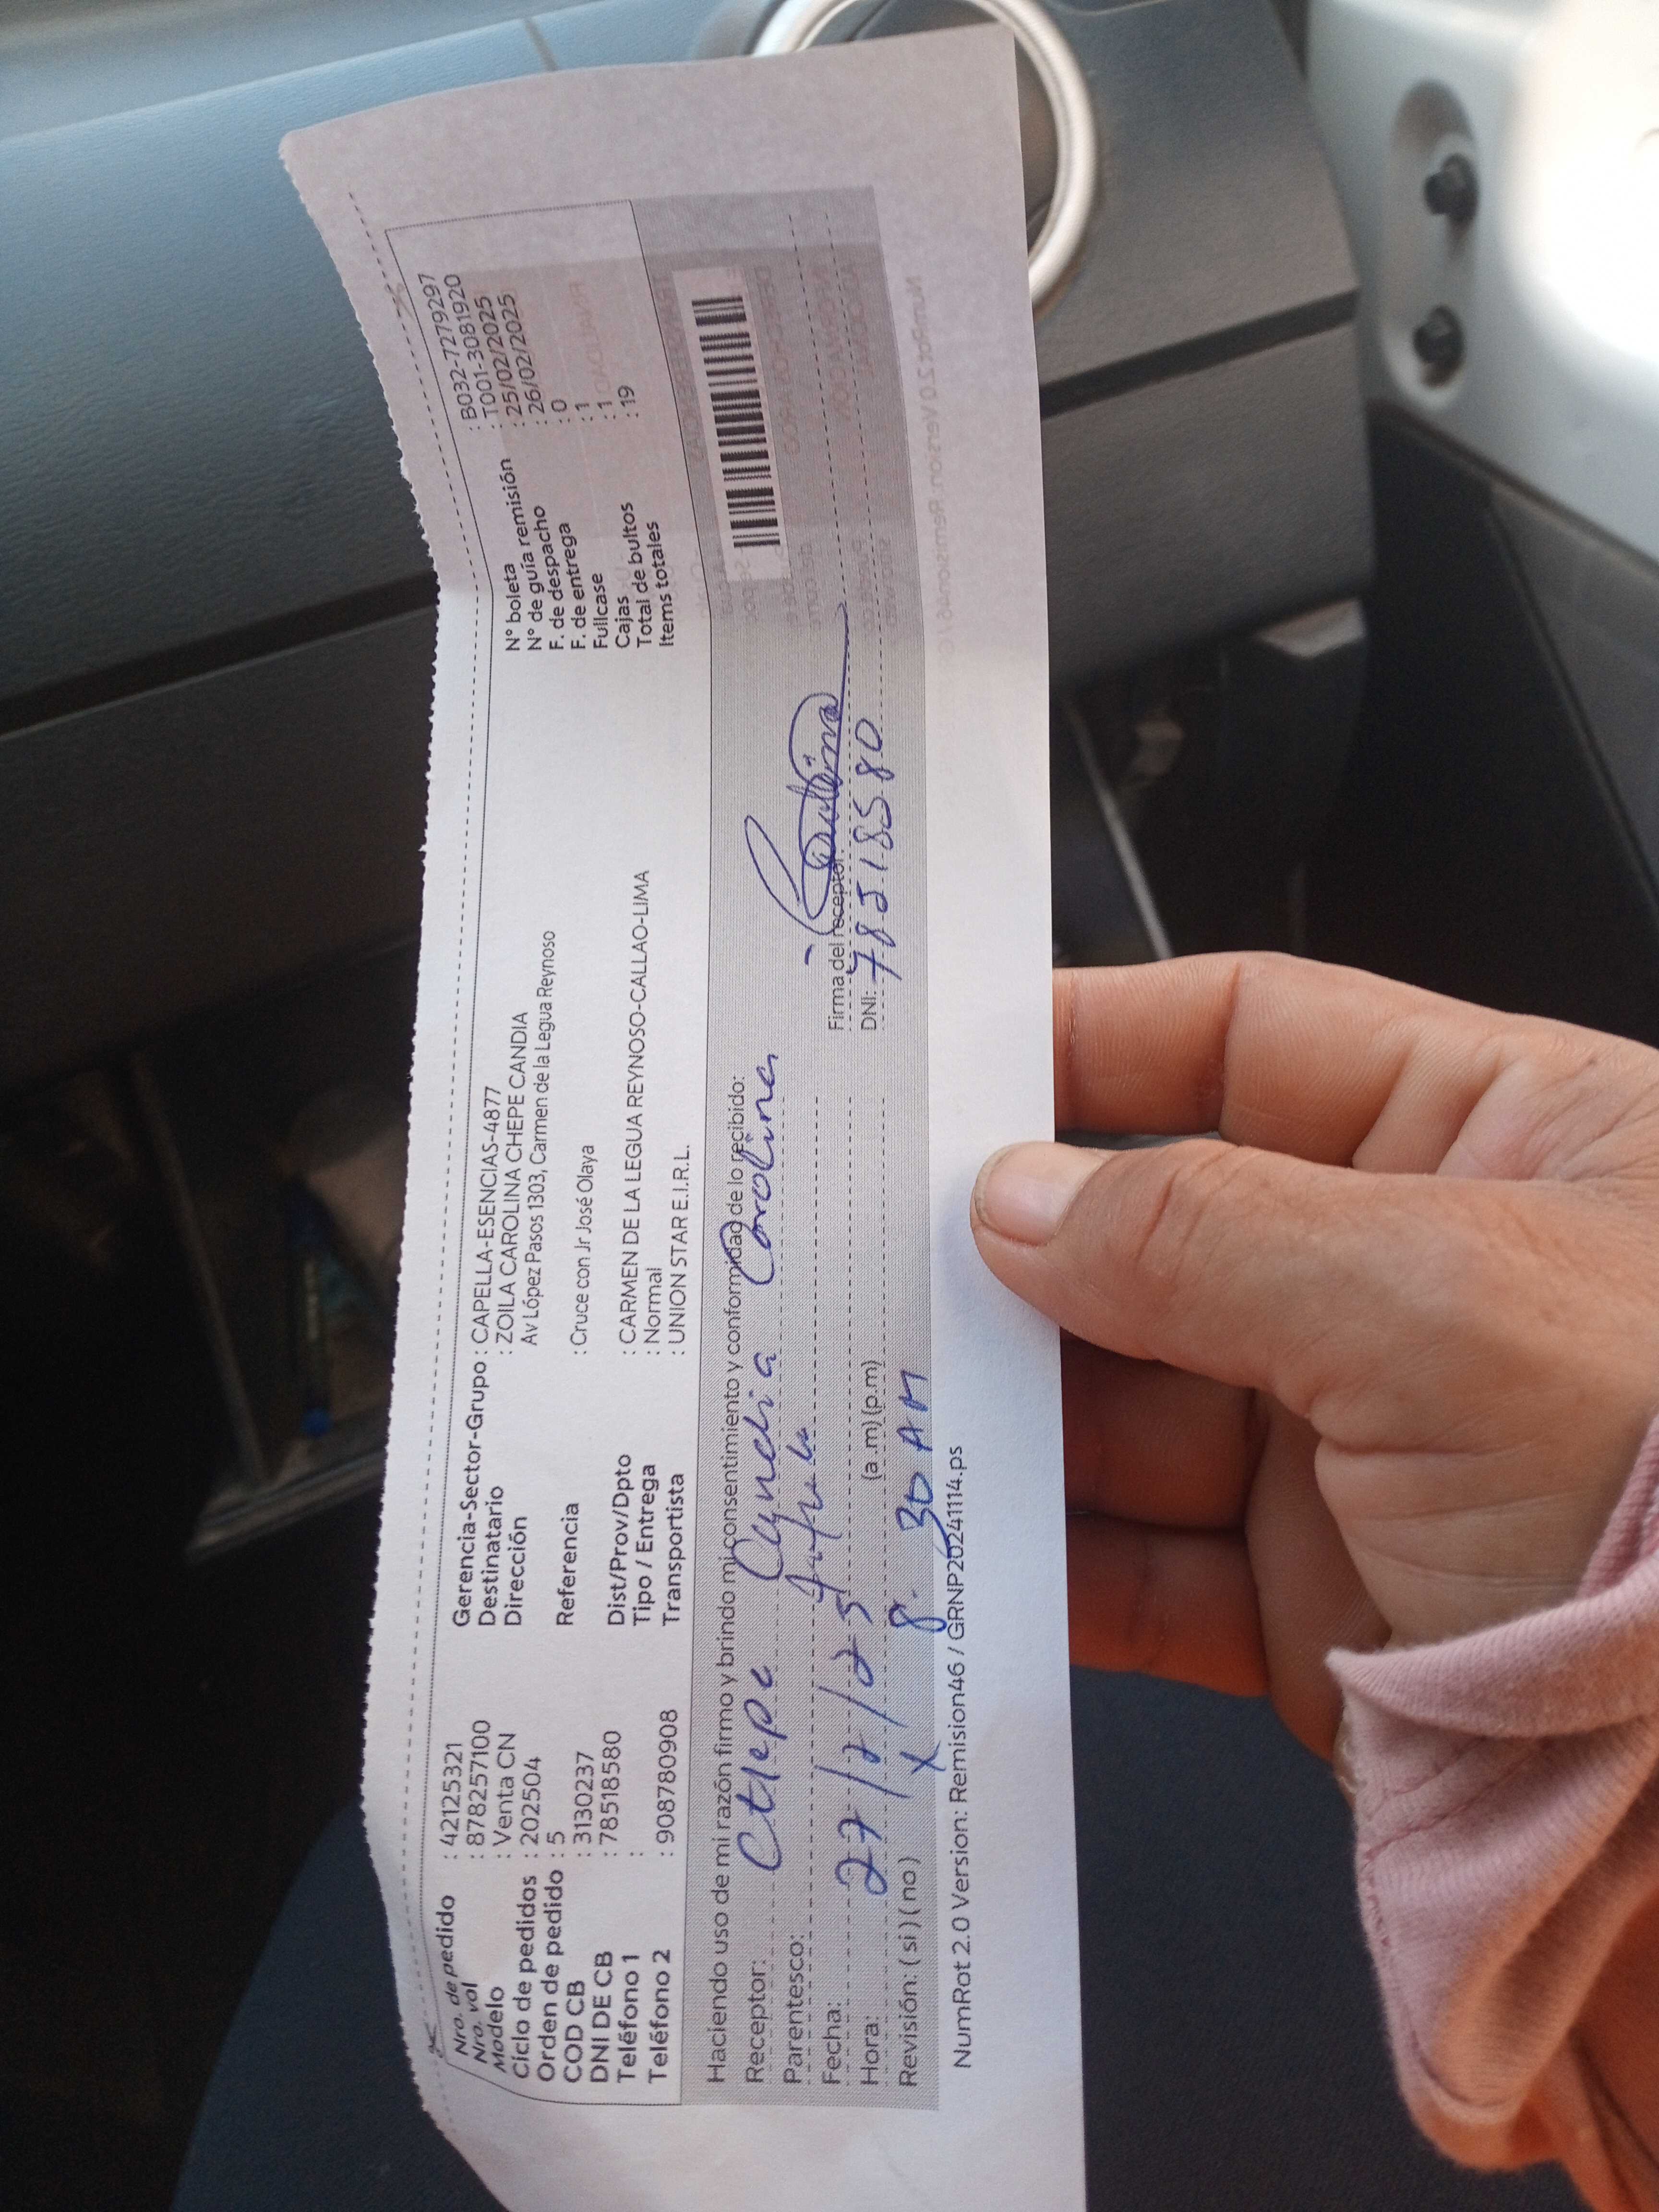 Nro. de pedido : 42125321
Nro. vol : 878257100
Modelo : Venta CN
Ciclo de pedidos : 202504
Orden de pedido : 5
COD CB : 3130237
DNI DE CB : 78518580
Teléfono 1 :
Teléfono 2 : 908780908
Gerencia-Sector-Grupo : CAPELLA-ESENCIAS-4877
Destinatario : ZOILA CAROLINA CHEPE CANDIA
Dirección Av López Pasos 1303, Carmen de la Legua Reynoso
Referencia : Cruce con Jr José Olaya
Dist/Prov/Dpto : CARMEN DE LA LEGUA REYNOSO-CALLAO-LIMA
Tipo / Entrega : Normal
Transportista : UNION STAR E.I.R.L.
N° boleta : B032-72779297
N° de guía remisión : T001-3081920
F. de despacho : 25/02/2025
F. de entrega : 26/02/2025
Fullcase : 0
Cajas : 1
Total de bultos : 1
Items totales : 19
Haciendo uso de mi razón firmo y brindo mi consentimiento y conformidad de lo recibido:
Receptor: Chepe Candia Carolina
Parentesco:
Fecha: 27/2/25
Hora: (a.m) (p.m)
8.30 AM
Revisión: ( si ) ( no ) X
Firma del receptor: Carolina
DNI: 78518580
NumRot 2.0 Version: Remision46 / GRNP20241114.ps